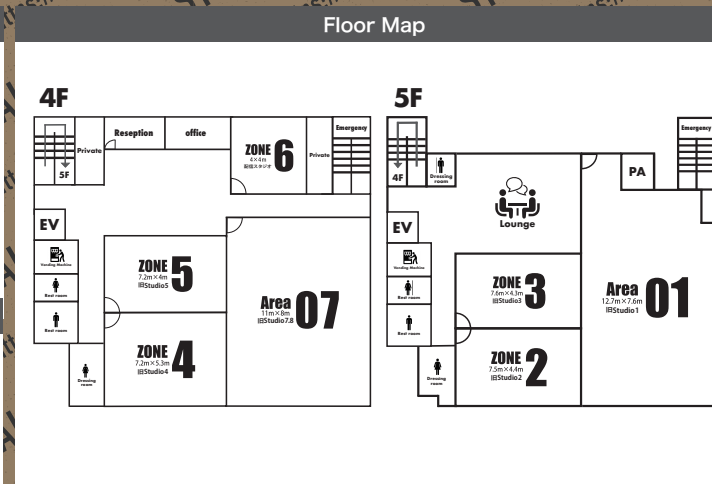 Floor Map
4F
5F
Private
Reseption
office
ZONE 6
4×4m
配信スタジオ
Private
Emergency
5F
EV
Vending Machine
Rest room
Rest room
Dressing room
ZONE 5
7.2m×4m
旧Studio5
ZONE 4
7.2m×5.3m
旧Studio4
Area 07
11m×8m
旧Studio7.8
4F
Dressing room
Lounge
PA
Emergency
EV
Vending Machine
Rest room
Rest room
Dressing room
ZONE 3
7.6m×4.3m
旧Studio3
ZONE 2
7.5m×4.4m
旧Studio2
Area 01
12.7m×7.6m
旧Studio1